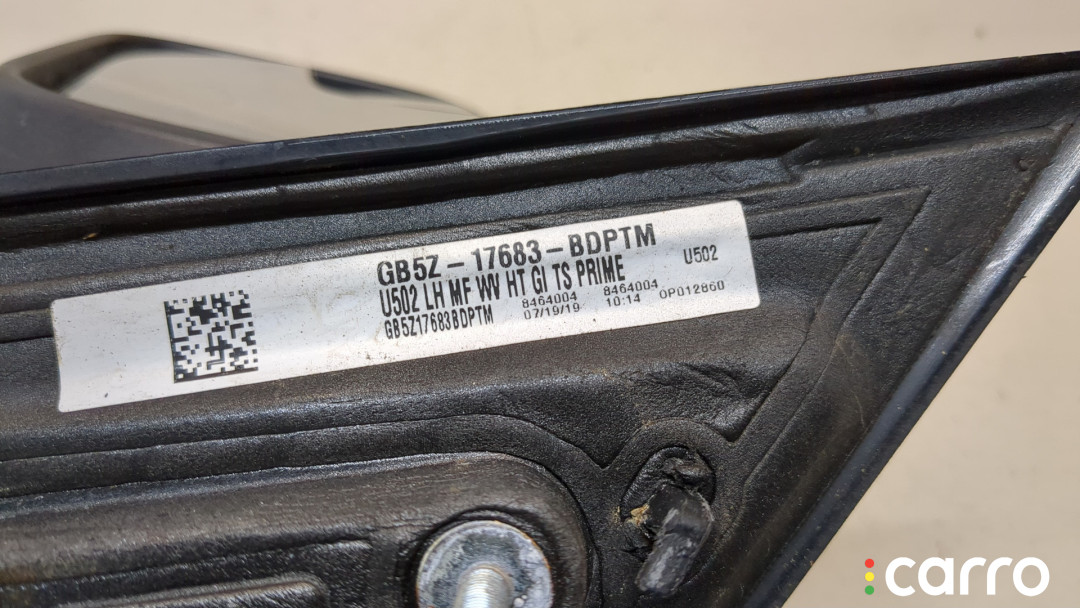 GB5Z-17683-BDPTM
U502 LH MF VV HT GI TS PRIME
U502
GB5Z17683BDPTM
8464004 8464004
07/19/19 10:14 0P012860
carro